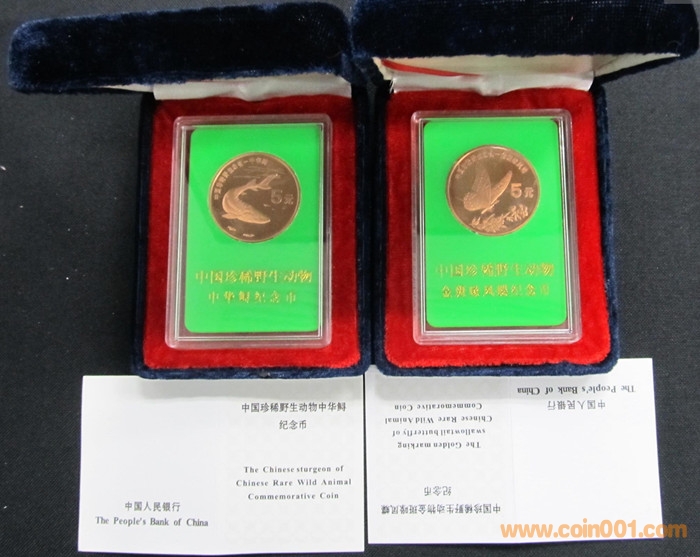 5元
中国珍稀野生动物
中华鲟纪念币
5元
中国珍稀野生动物
金斑喙凤蝶纪念币
中国珍稀野生动物中华鲟
纪念币
The Chinese sturgeon of
Chinese Rare Wild Animal
Commemorative Coin
中国人民银行
The People's Bank of China
中国珍稀野生动物金斑喙凤蝶
纪念币
The Golden marking
swallowtail butterfly of
Chinese Rare Wild Animal
Commemorative Coin
中国人民银行
The People's Bank of China
www.coin001.com